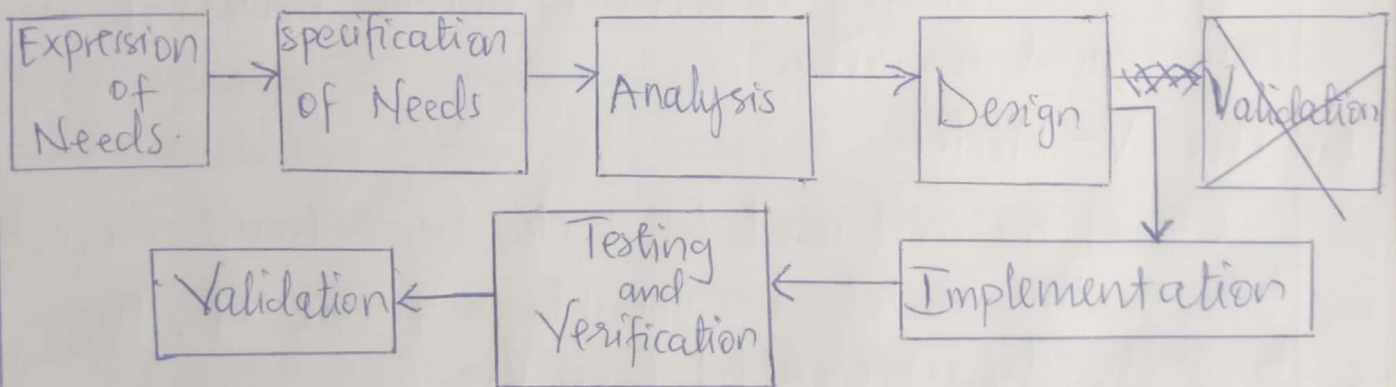 Expression
of
Needs.
specification
of Needs
Analysis
Design
Validation
Implementation
Testing
and
Verification
Validation